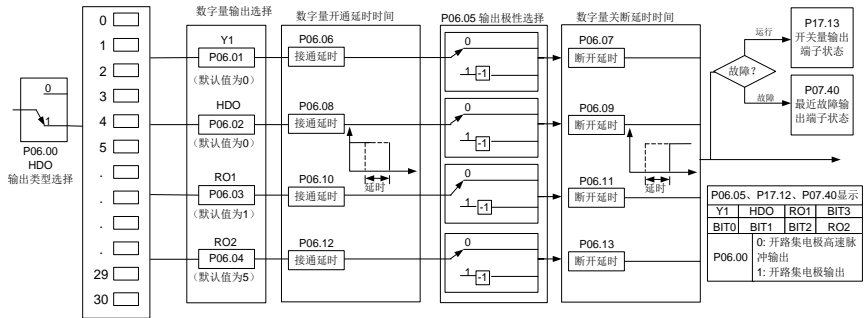 0
1
P06.00
HDO
输出类型选择
0
1
2
3
4
5
.
.
.
29
30
数字量输出选择
Y1
P06.01
(默认值为0)
HDO
P06.02
(默认值为0)
RO1
P06.03
(默认值为1)
RO2
P06.04
(默认值为5)
数字量开通延时时间
P06.06
接通延时
P06.08
接通延时
延时
P06.10
接通延时
P06.12
接通延时
P06.05 输出极性选择
0
1
-1
0
1
-1
0
1
-1
0
1
-1
数字量关断延时时间
P06.07
断开延时
P06.09
断开延时
延时
P06.11
断开延时
P06.13
断开延时
故障?
运行
故障
P17.13
开关量输出
端子状态
P07.40
最近故障输
出端子状态
P06.05、P17.12、P07.40显示
Y1 HDO RO1 BIT3
BIT0 BIT1 BIT2 RO2
P06.00
0: 开路集电极高速脉
冲输出
1: 开路集电极输出